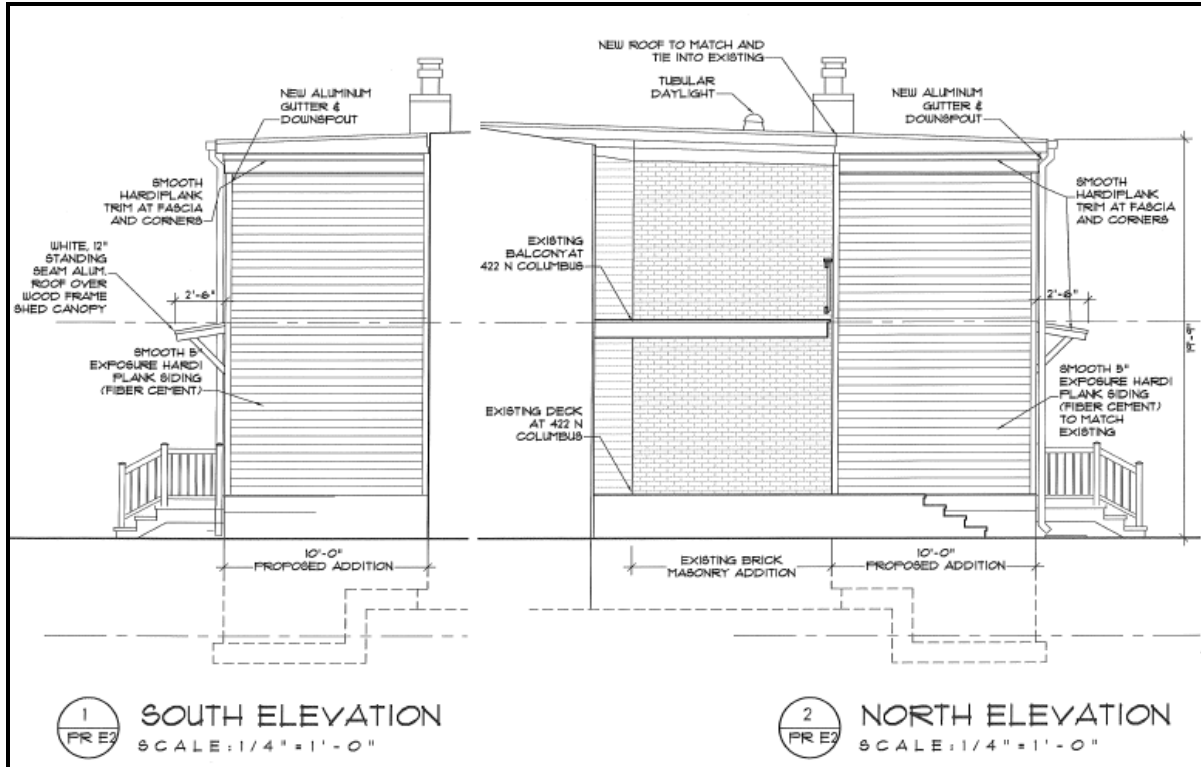 NEW ALUMINUM
GUTTER &
DOWNSPOUT
SMOOTH
HARDIPLANK
TRIM AT FASCIA
AND CORNERS
WHITE, 12"
STANDING
SEAM ALUM.
ROOF OVER
WOOD FRAME
SHED CANOPY
2'-6"
SMOOTH 5"
EXPOSURE HARDI
PLANK SIDING
(FIBER CEMENT)
10'-0"
PROPOSED ADDITION
1
PR E2
SOUTH ELEVATION
SCALE: 1/4" = 1'-0"
NEW ROOF TO MATCH AND
TIE INTO EXISTING
TUBULAR
DAYLIGHT
NEW ALUMINUM
GUTTER &
DOWNSPOUT
SMOOTH
HARDIPLANK
TRIM AT FASCIA
AND CORNERS
EXISTING
BALCONY AT
422 N COLUMBUS
2'-6"
19'-9"
SMOOTH 5"
EXPOSURE HARDI
PLANK SIDING
(FIBER CEMENT)
TO MATCH
EXISTING
EXISTING DECK
AT 422 N
COLUMBUS
EXISTING BRICK
MASONRY ADDITION
10'-0"
PROPOSED ADDITION
2
PR E2
NORTH ELEVATION
SCALE: 1/4" = 1'-0"